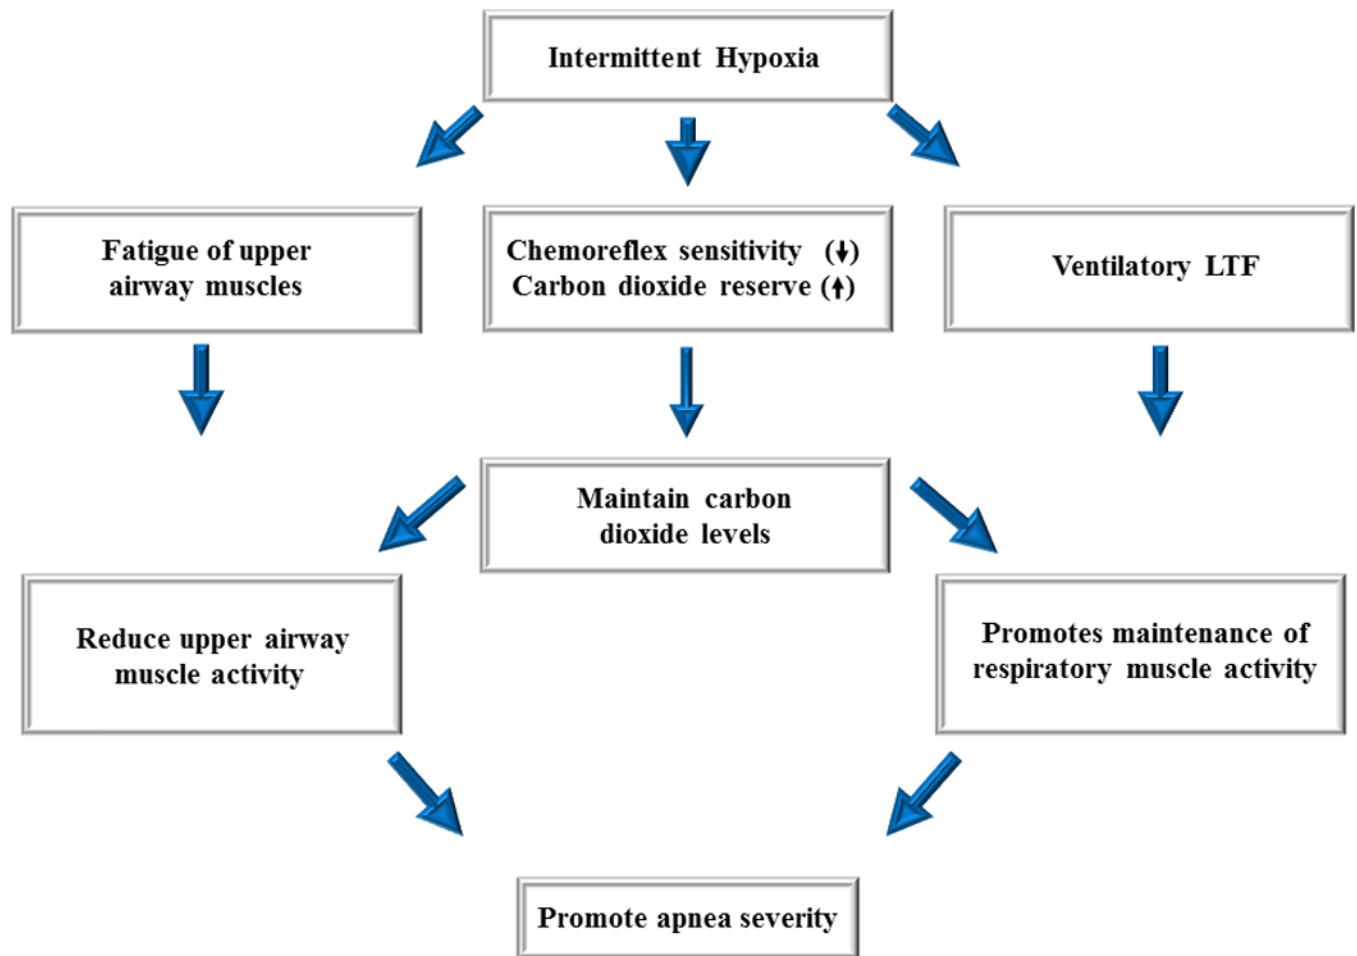 Intermittent Hypoxia
Fatigue of upper
airway muscles
Chemoreflex sensitivity (↓)
Carbon dioxide reserve (↑)
Ventilatory LTF
Maintain carbon
dioxide levels
Reduce upper airway
muscle activity
Promotes maintenance of
respiratory muscle activity
Promote apnea severity